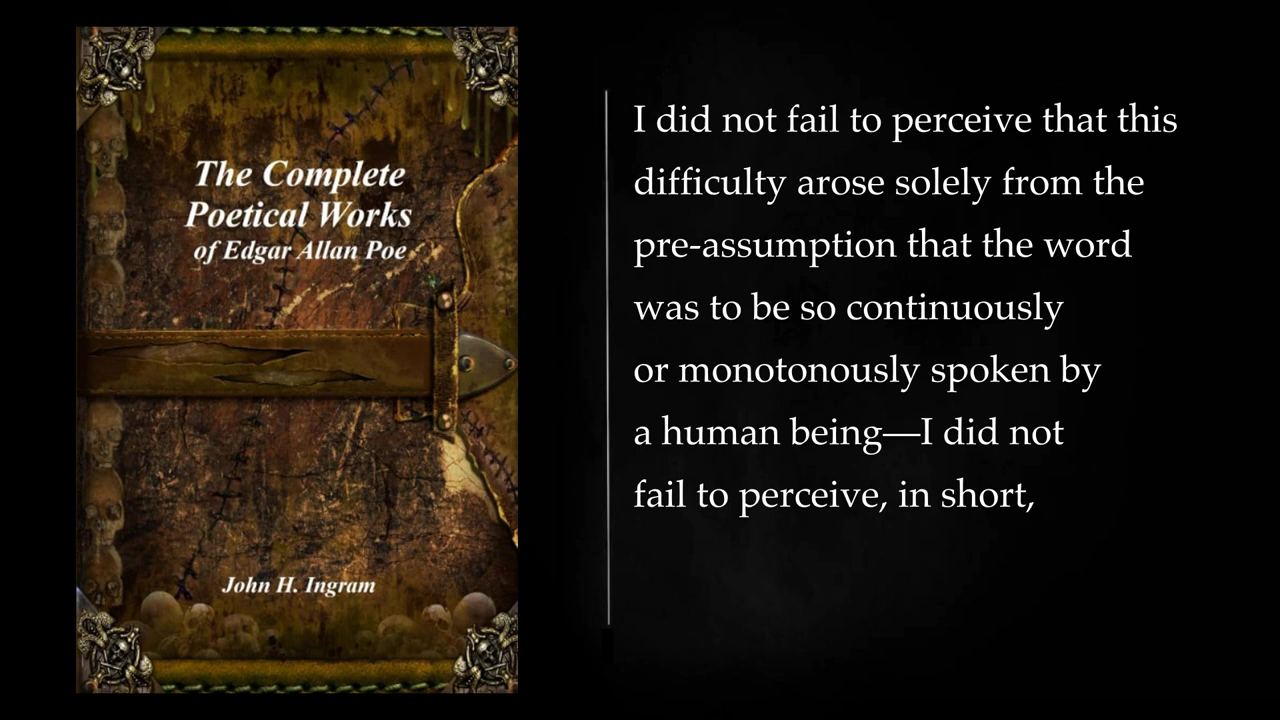 The Complete
Poetical Works
of Edgar Allan Poe
John H. Ingram
I did not fail to perceive that this
difficulty arose solely from the
pre-assumption that the word
was to be so continuously
or monotonously spoken by
a human being—I did not
fail to perceive, in short,